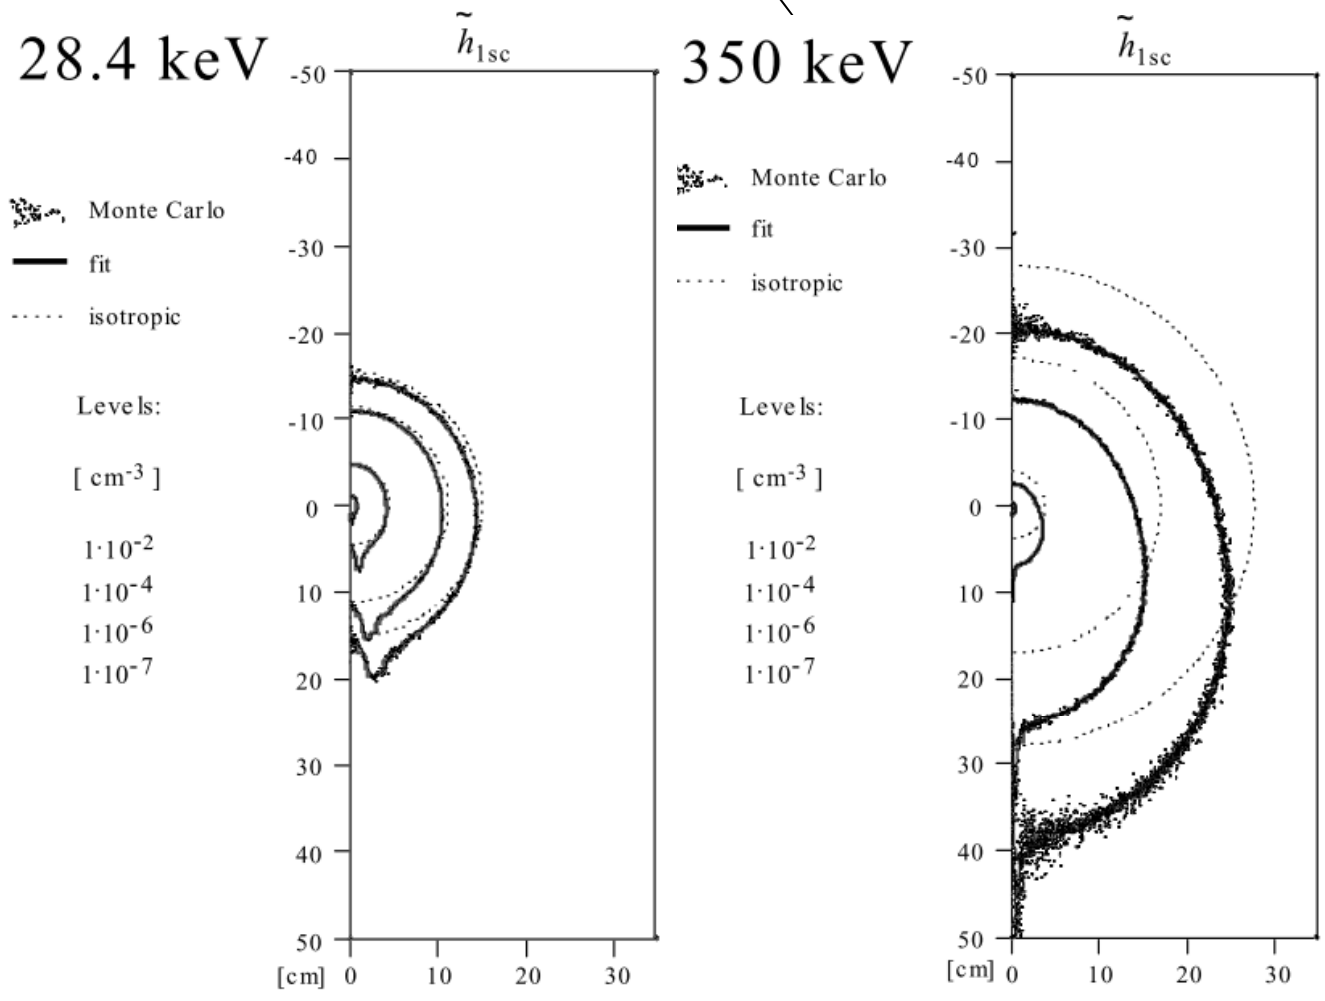 28.4 keV
h̃1sc
Monte Carlo
fit
isotropic
Levels:
[ cm-3 ]
1·10-2
1·10-4
1·10-6
1·10-7
-50
-40
-30
-20
-10
0
10
20
30
40
50
[cm] 0 10 20 30
350 keV
h̃1sc
Monte Carlo
fit
isotropic
Levels:
[ cm-3 ]
1·10-2
1·10-4
1·10-6
1·10-7
-50
-40
-30
-20
-10
0
10
20
30
40
50
[cm] 0 10 20 30